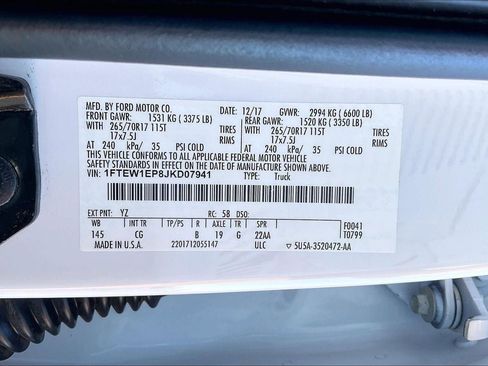 MFD. BY FORD MOTOR CO.
12/17 GVWR: 2994 KG ( 6600 LB)
FRONT GAWR: 1531 KG ( 3375 LB) REAR GAWR: 1520 KG ( 3350 LB)
WITH 265/70R17 115T TIRES WITH 265/70R17 115T TIRES
17x7.5J RIMS 17x7.5J RIMS
AT 240 kPa/ 35 PSI COLD AT 240 kPa/ 35 PSI COLD
THIS VEHICLE CONFORMS TO ALL APPLICABLE FEDERAL MOTOR VEHICLE
SAFETY STANDARDS IN EFFECT ON THE DATE OF MANUFACTURE SHOWN ABOVE.
VIN: 1FTEW1EP8JKD07941 TYPE: Truck
EXT PNT: YZ RC: 58 DSO:
WB INT TR TP/PS R AXLE TR SPR F0041
145 CG B 19 G 22AA T0799
MADE IN U.S.A. 2201712055147 ULC 5U5A-3520472-AA